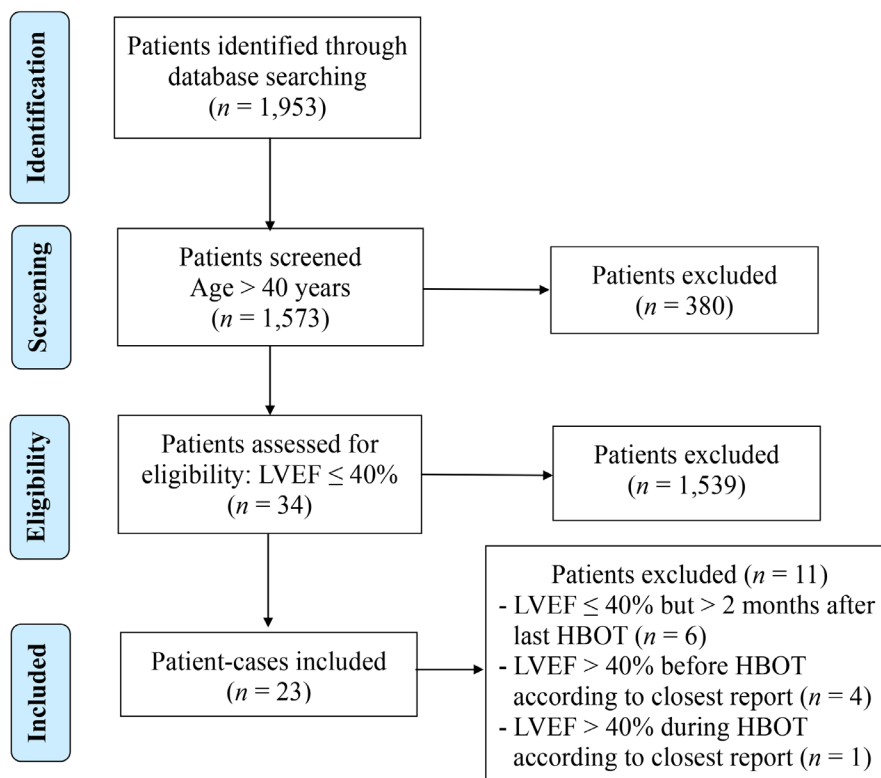 Identification
Patients identified through
database searching
(n = 1,953)
Screening
Patients screened
Age > 40 years
(n = 1,573)
Patients excluded
(n = 380)
Eligibility
Patients assessed for
eligibility: LVEF ≤ 40%
(n = 34)
Patients excluded
(n = 1,539)
Included
Patient-cases included
(n = 23)
Patients excluded (n = 11)
- LVEF ≤ 40% but > 2 months after
last HBOT (n = 6)
- LVEF > 40% before HBOT
according to closest report (n = 4)
- LVEF > 40% during HBOT
according to closest report (n = 1)